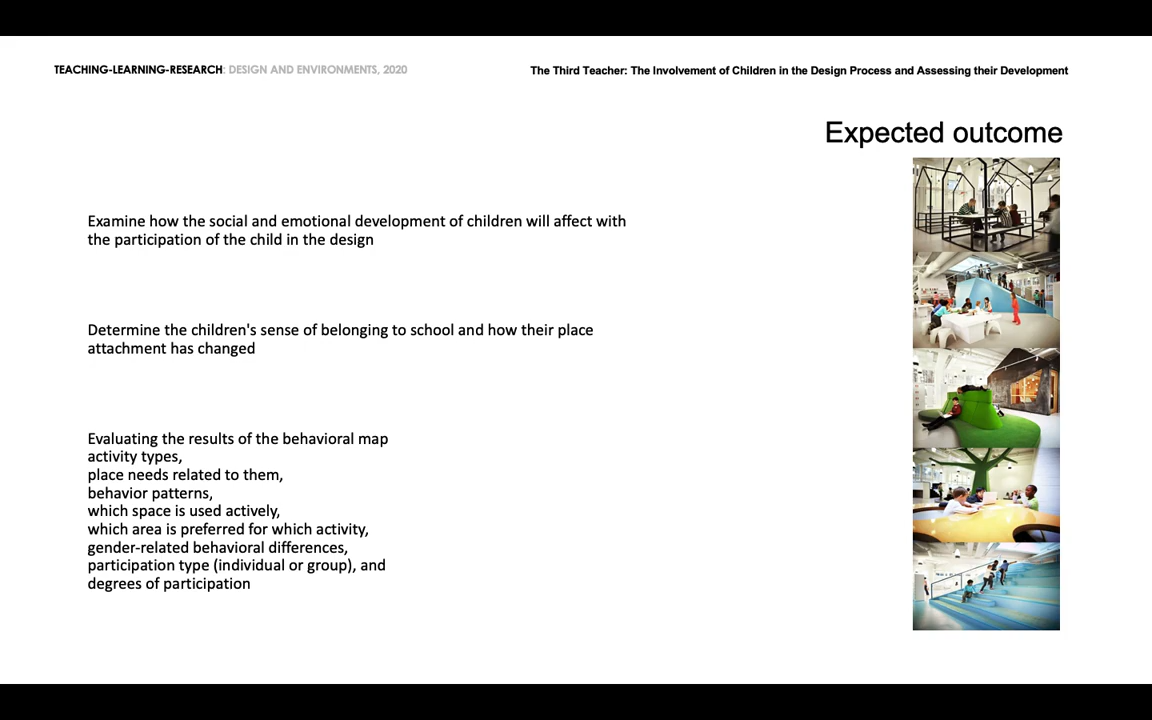 TEACHING-LEARNING-RESEARCH: DESIGN AND ENVIRONMENTS, 2020
The Third Teacher: The Involvement of Children in the Design Process and Assessing their Development
Expected outcome
Examine how the social and emotional development of children will affect with
the participation of the child in the design
Determine the children's sense of belonging to school and how their place
attachment has changed
Evaluating the results of the behavioral map
activity types,
place needs related to them,
behavior patterns,
which space is used actively,
which area is preferred for which activity,
gender-related behavioral differences,
participation type (individual or group), and
degrees of participation